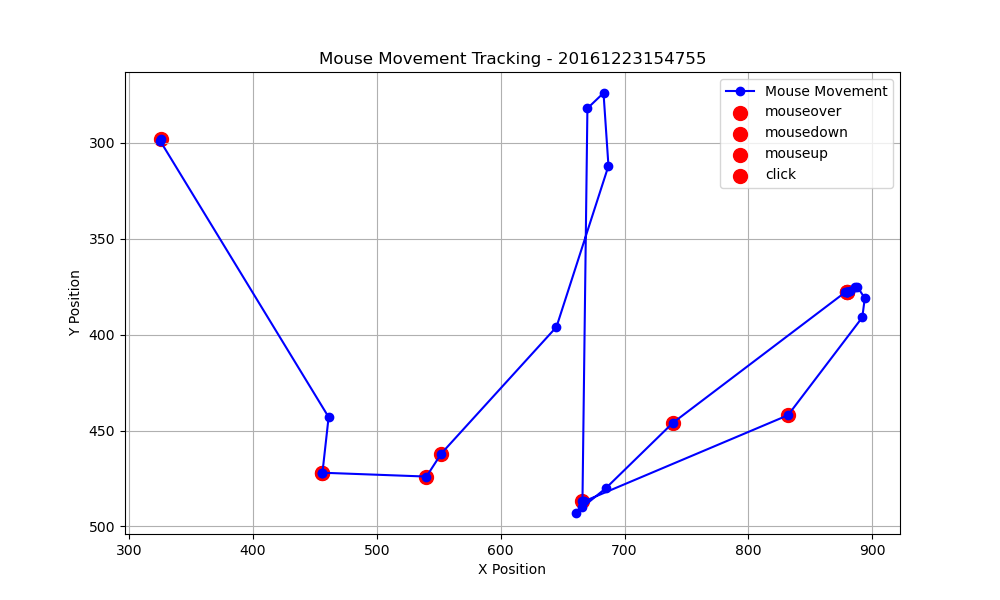 Mouse Movement Tracking - 20161223154755
Mouse Movement
mouseover
mousedown
mouseup
click
300
350
400
450
500
Y Position
300
400
500
600
700
800
900
X Position